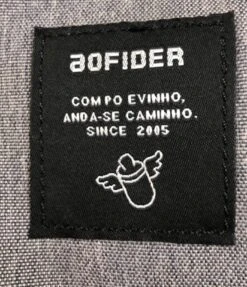 aOFIDER
COM PO EVINHO,
ANDA-SE CAMINHO.
SINCE 2005